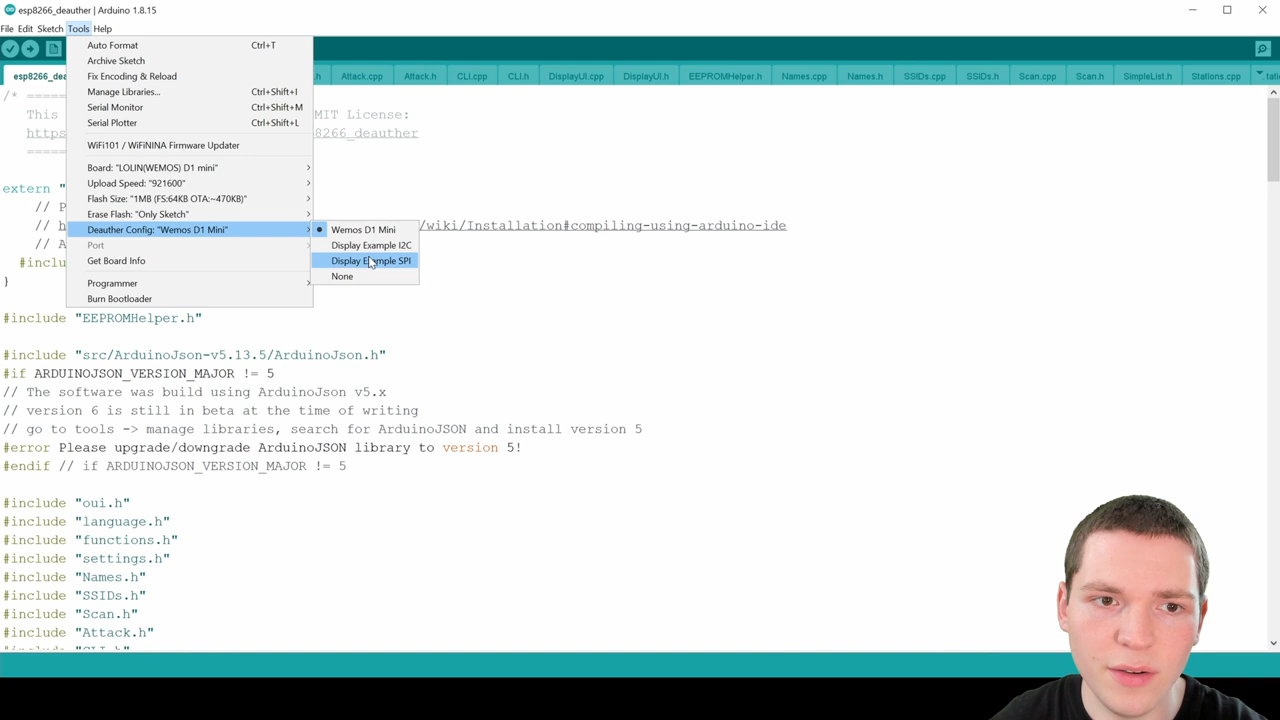 esp8266_deauther | Arduino 1.8.15
File Edit Sketch Tools Help
esp8266_dea
.h
Attack.cpp
Attack.h
CLI.cpp
CLI.h
DisplayUI.cpp
DisplayUI.h
EEPROMHelper.h
Names.cpp
Names.h
SSIDs.cpp
SSIDs.h
Scan.cpp
Scan.h
SimpleList.h
Stations.cpp
Auto Format Ctrl+T
Archive Sketch
Fix Encoding & Reload
Manage Libraries... Ctrl+Shift+I
Serial Monitor Ctrl+Shift+M
Serial Plotter Ctrl+Shift+L
WiFi101 / WiFiNINA Firmware Updater
Board: "LOLIN(WEMOS) D1 mini"
Upload Speed: "921600"
Flash Size: "1MB (FS:64KB OTA:~470KB)"
Erase Flash: "Only Sketch"
Deauther Config: "Wemos D1 Mini"
Port
Get Board Info
Programmer
Burn Bootloader
Wemos D1 Mini
Display Example I2C
Display Example SPI
None
/* =====
This MIT License:
https 8266_deauther
=====
extern "
// P
// h /wiki/Installation#compiling-using-arduino-ide
// A
#inclu
}
#include "EEPROMHelper.h"
#include "src/ArduinoJson-v5.13.5/ArduinoJson.h"
#if ARDUINOJSON_VERSION_MAJOR != 5
// The software was build using ArduinoJson v5.x
// version 6 is still in beta at the time of writing
// go to tools -> manage libraries, search for ArduinoJSON and install version 5
#error Please upgrade/downgrade ArduinoJSON library to version 5!
#endif // if ARDUINOJSON_VERSION_MAJOR != 5
#include "oui.h"
#include "language.h"
#include "functions.h"
#include "settings.h"
#include "Names.h"
#include "SSIDs.h"
#include "Scan.h"
#include "Attack.h"